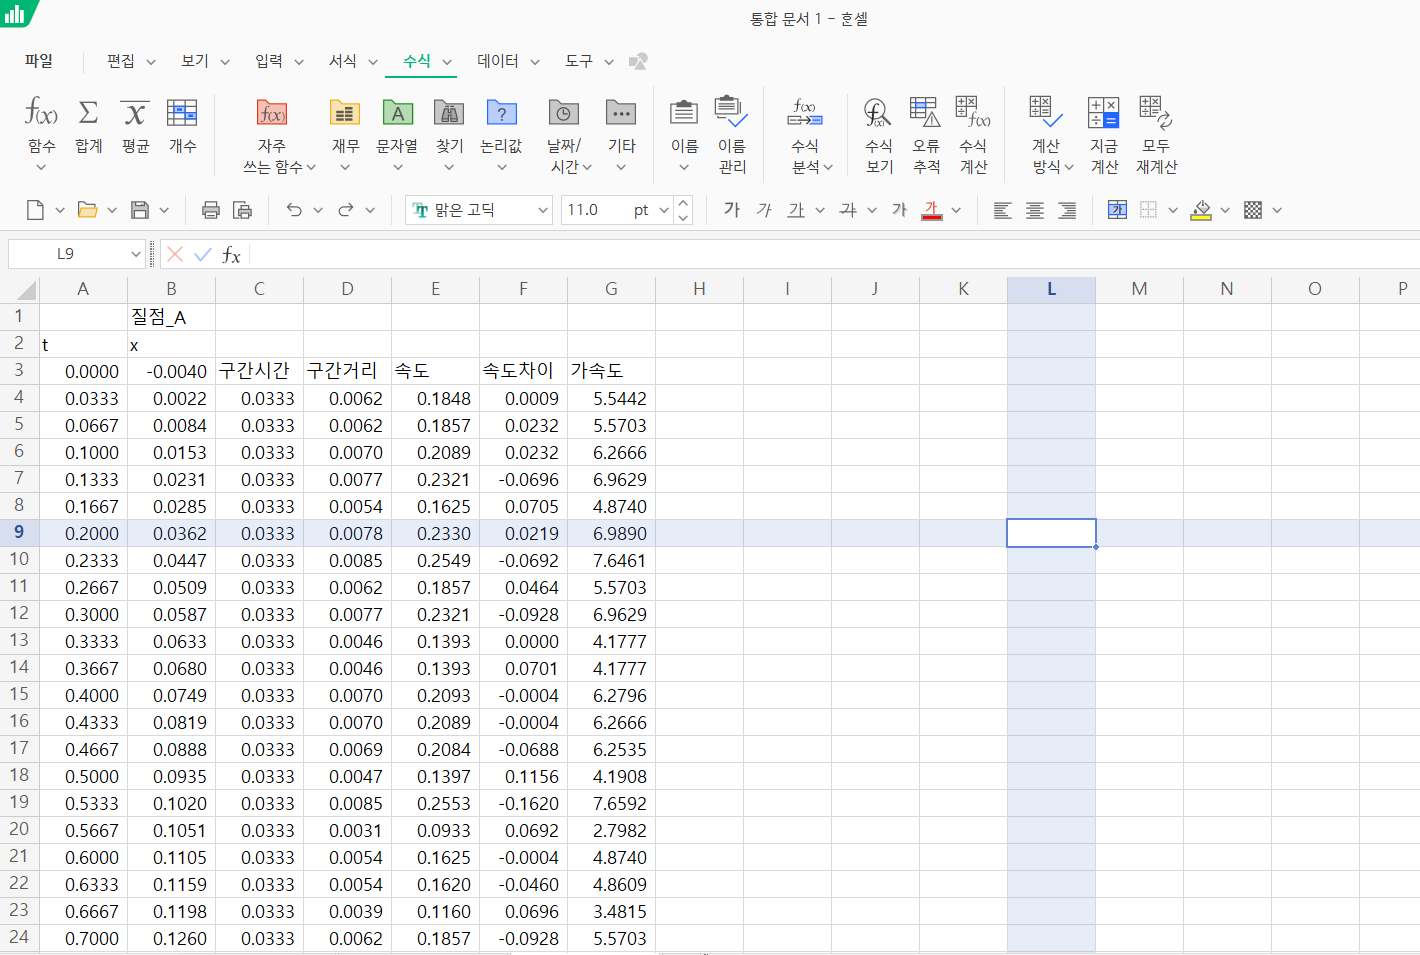 통합 문서 1 - 한셀
파일 편집 보기 입력 서식 수식 데이터 도구
f(x) Σ x f(x) A ? f(x) f(x) f(x)
함수 합계 평균 개수 자주 재무 문자열 찾기 논리값 날짜/ 기타 이름 이름 수식 수식 오류 수식 계산 지금 모두
쓰는 함수 시간 관리 분석 보기 추적 계산 방식 계산 재계산
맑은 고딕 11.0 pt 가 가 가 가 가 가 가
L9 fx
A B C D E F G H I J K L M N O P
1 질점_A
2 t x
3 0.0000 -0.0040 구간시간 구간거리 속도 속도차이 가속도
4 0.0333 0.0022 0.0333 0.0062 0.1848 0.0009 5.5442
5 0.0667 0.0084 0.0333 0.0062 0.1857 0.0232 5.5703
6 0.1000 0.0153 0.0333 0.0070 0.2089 0.0232 6.2666
7 0.1333 0.0231 0.0333 0.0077 0.2321 -0.0696 6.9629
8 0.1667 0.0285 0.0333 0.0054 0.1625 0.0705 4.8740
9 0.2000 0.0362 0.0333 0.0078 0.2330 0.0219 6.9890
10 0.2333 0.0447 0.0333 0.0085 0.2549 -0.0692 7.6461
11 0.2667 0.0509 0.0333 0.0062 0.1857 0.0464 5.5703
12 0.3000 0.0587 0.0333 0.0077 0.2321 -0.0928 6.9629
13 0.3333 0.0633 0.0333 0.0046 0.1393 0.0000 4.1777
14 0.3667 0.0680 0.0333 0.0046 0.1393 0.0701 4.1777
15 0.4000 0.0749 0.0333 0.0070 0.2093 -0.0004 6.2796
16 0.4333 0.0819 0.0333 0.0070 0.2089 -0.0004 6.2666
17 0.4667 0.0888 0.0333 0.0069 0.2084 -0.0688 6.2535
18 0.5000 0.0935 0.0333 0.0047 0.1397 0.1156 4.1908
19 0.5333 0.1020 0.0333 0.0085 0.2553 -0.1620 7.6592
20 0.5667 0.1051 0.0333 0.0031 0.0933 0.0692 2.7982
21 0.6000 0.1105 0.0333 0.0054 0.1625 -0.0004 4.8740
22 0.6333 0.1159 0.0333 0.0054 0.1620 -0.0460 4.8609
23 0.6667 0.1198 0.0333 0.0039 0.1160 0.0696 3.4815
24 0.7000 0.1260 0.0333 0.0062 0.1857 -0.0928 5.5703